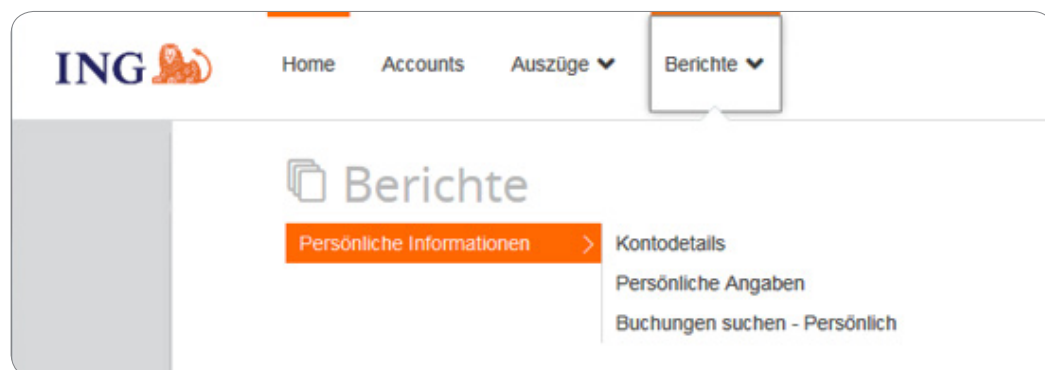 ING Home Accounts Auszüge Berichte
Berichte
Persönliche Informationen Kontodetails
Persönliche Angaben
Buchungen suchen - Persönlich